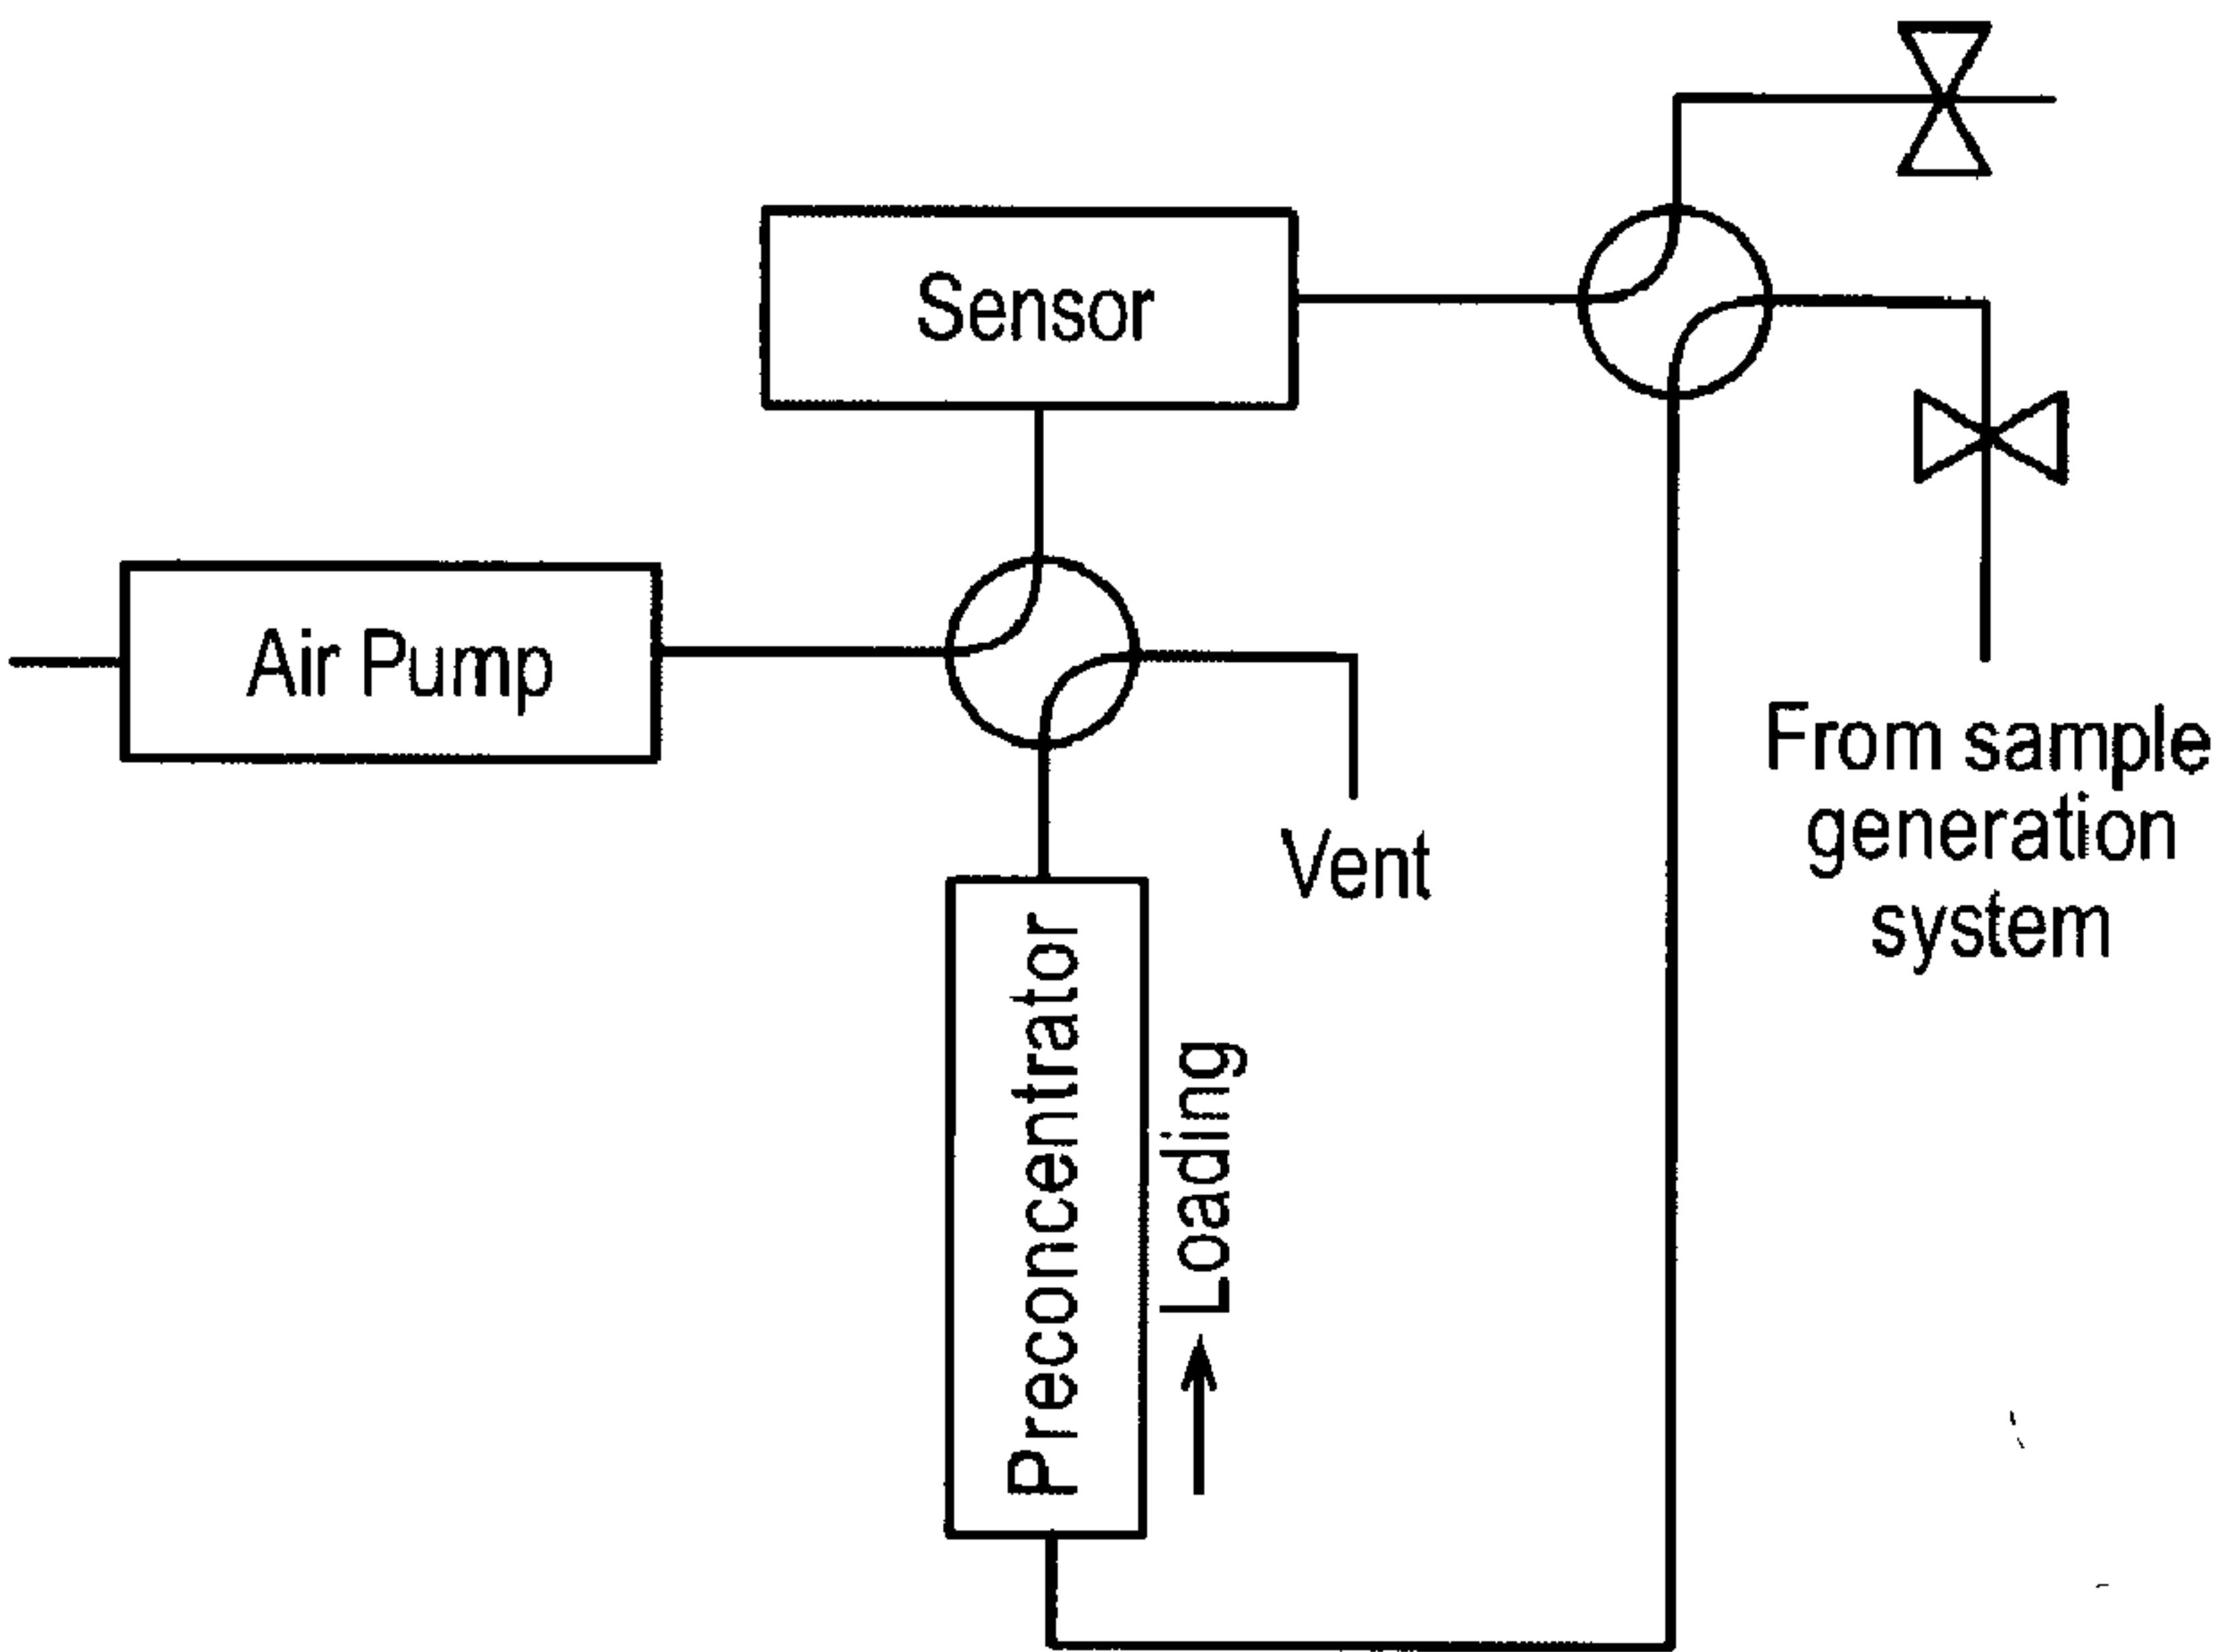 Sensor
Air Pump
Vent
From sample
generation
system
Preconcentrator
Loading